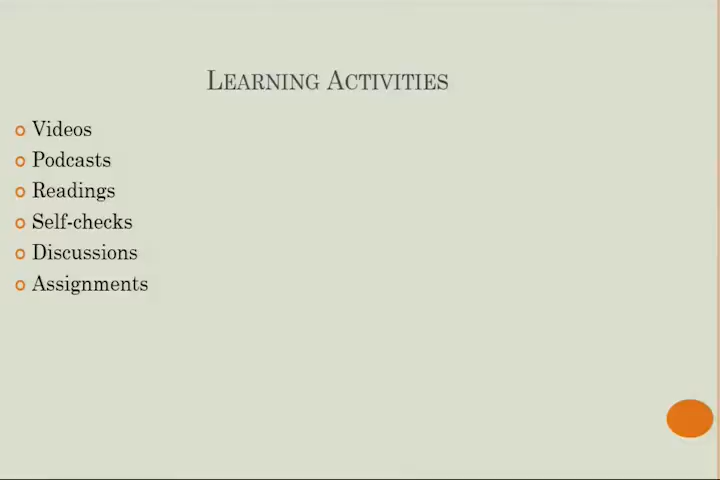 Learning Activities
Videos
Podcasts
Readings
Self-checks
Discussions
Assignments